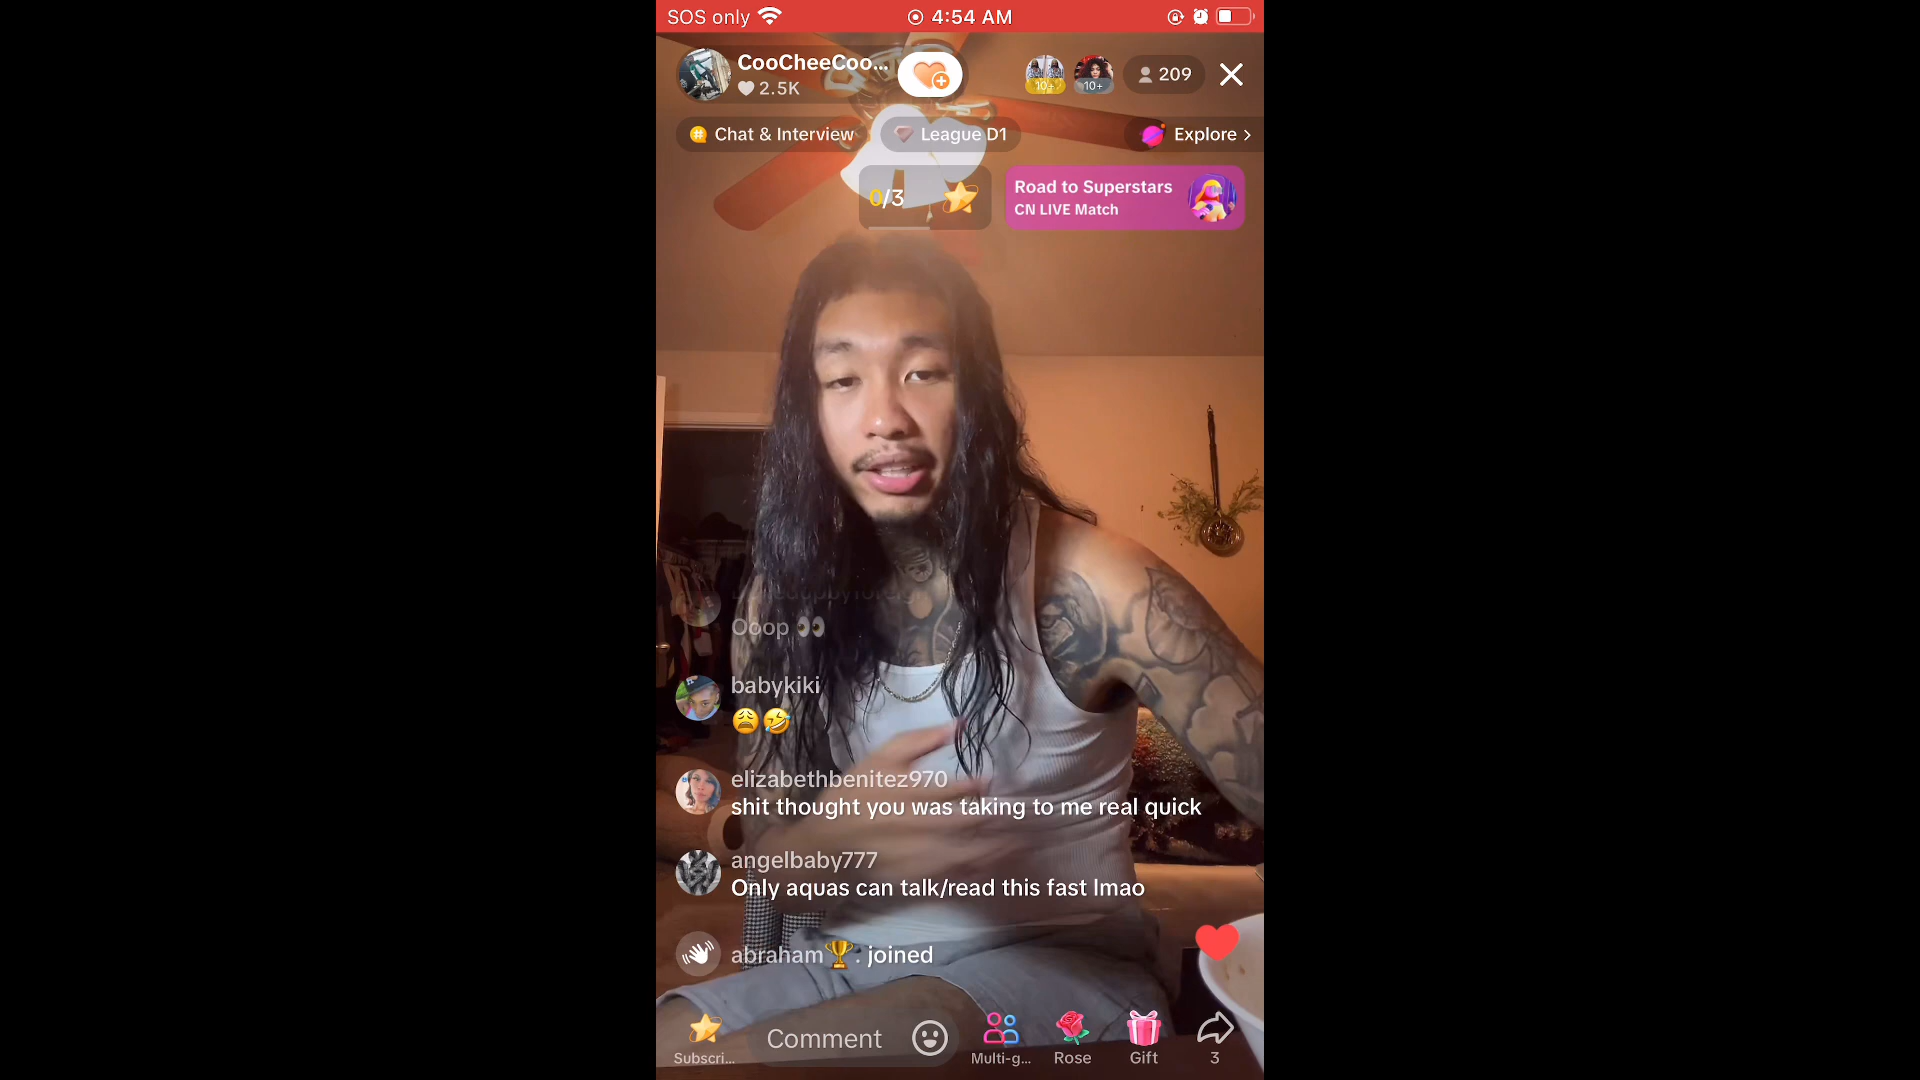 SOS only
4:54 AM
CooCheeCoo...
2.5K
10+
10+
209
Chat & Interview
League D1
Explore >
0/3
Road to Superstars
CN LIVE Match
Ooop 👀
babykiki
😩🤣
elizabethbenitez970
shit thought you was taking to me real quick
angelbaby777
Only aquas can talk/read this fast lmao
abraham🏆. joined
Comment
Subscri...
Multi-g...
Rose
Gift
3